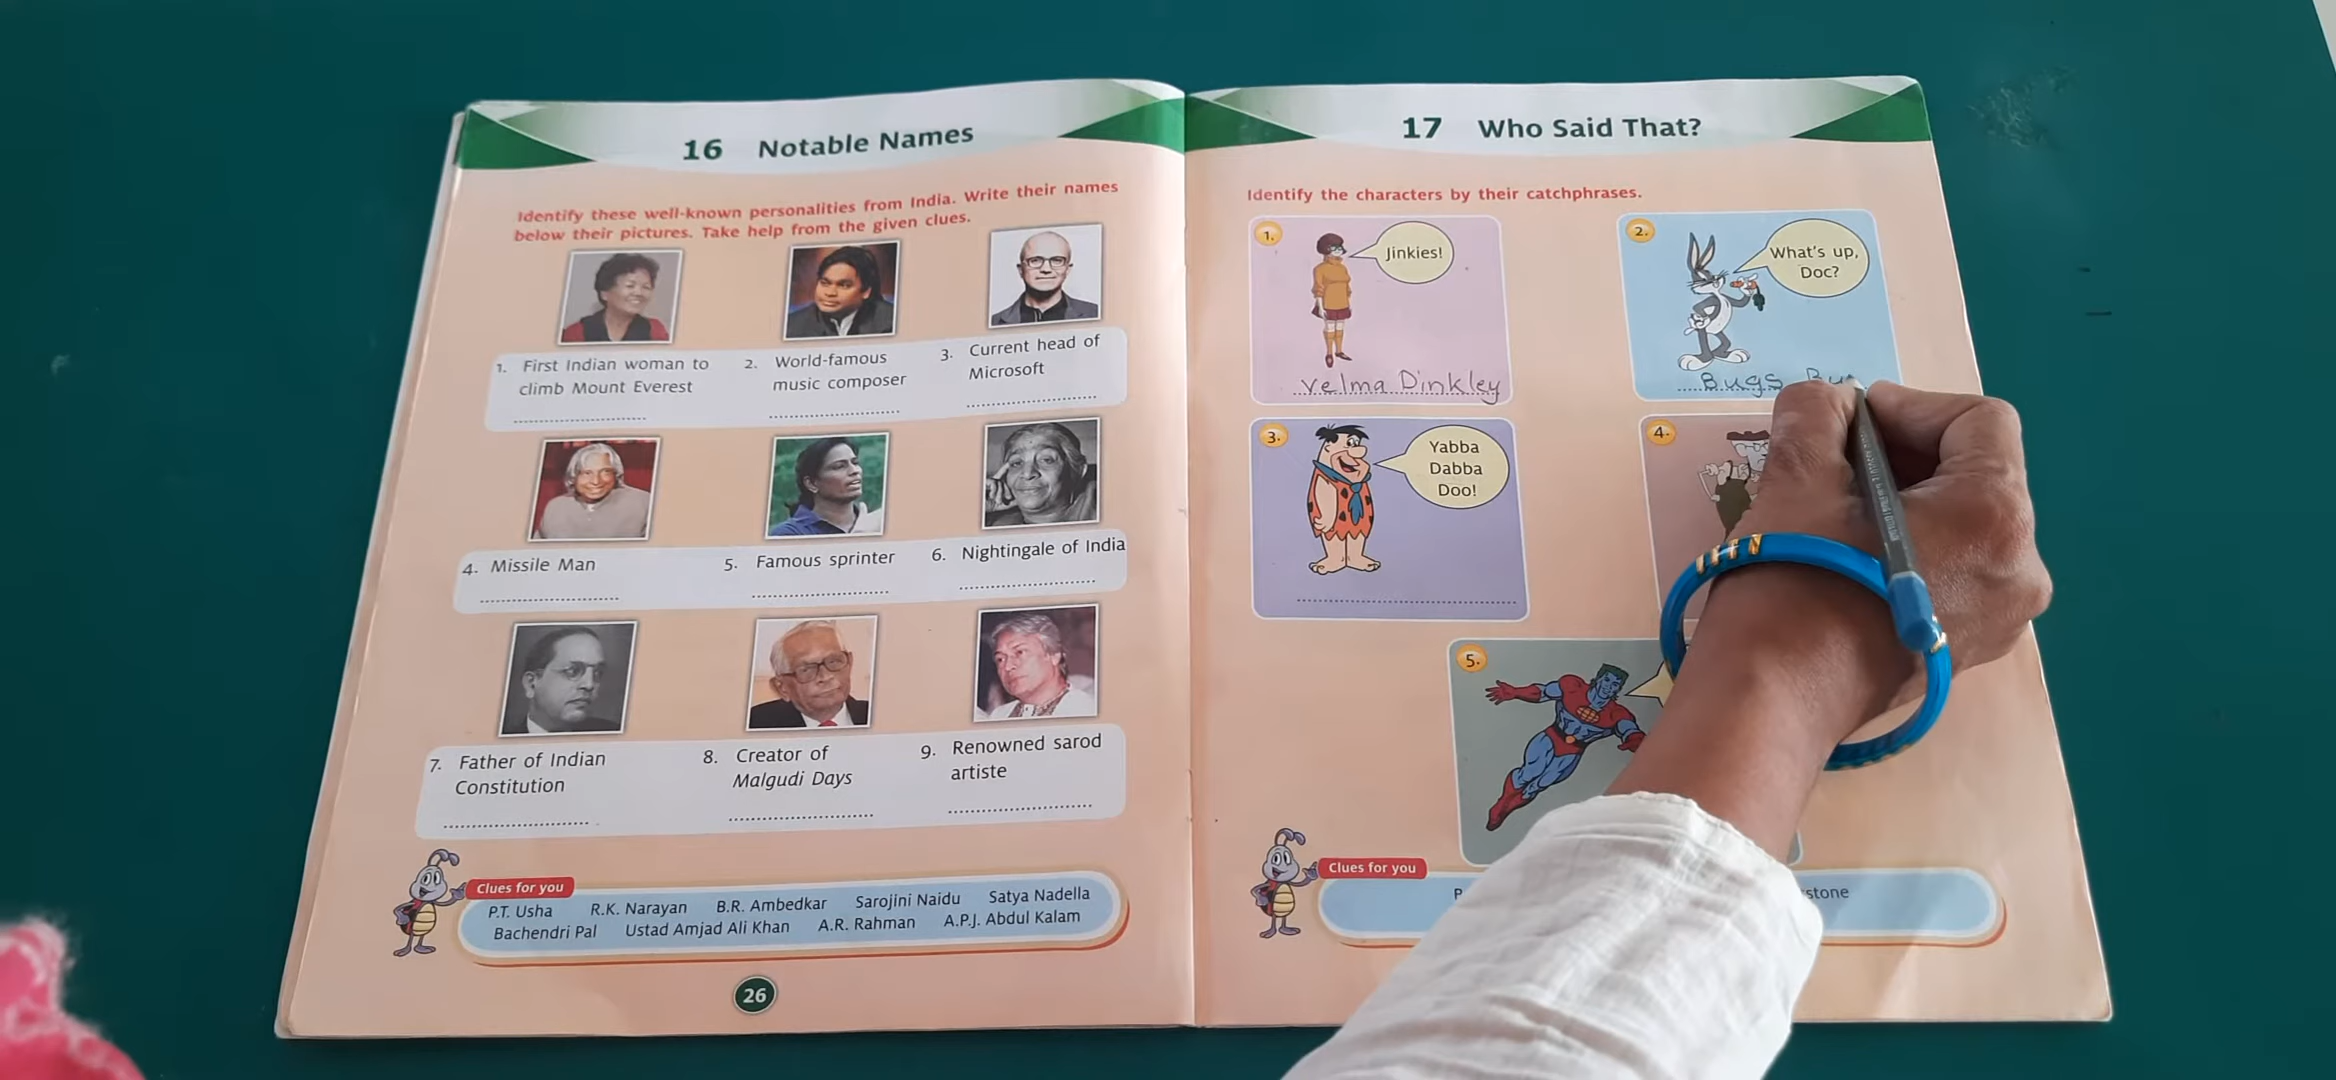 16 Notable Names
Identify these well-known personalities from India. Write their names
below their pictures. Take help from the given clues.
1. First Indian woman to
climb Mount Everest
2. World-famous
music composer
3. Current head of
Microsoft
4. Missile Man
5. Famous sprinter
6. Nightingale of India
7. Father of Indian
Constitution
8. Creator of
Malgudi Days
9. Renowned sarod
artiste
Clues for you
P.T. Usha R.K. Narayan B.R. Ambedkar Sarojini Naidu Satya Nadella
Bachendri Pal Ustad Amjad Ali Khan A.R. Rahman A.P.J. Abdul Kalam
26
17 Who Said That?
Identify the characters by their catchphrases.
1.
Jinkies!
Velma Dinkley
2.
What's up,
Doc?
Bugs Bu
3.
Yabba
Dabba
Doo!
4.
5.
Clues for you
P
stone